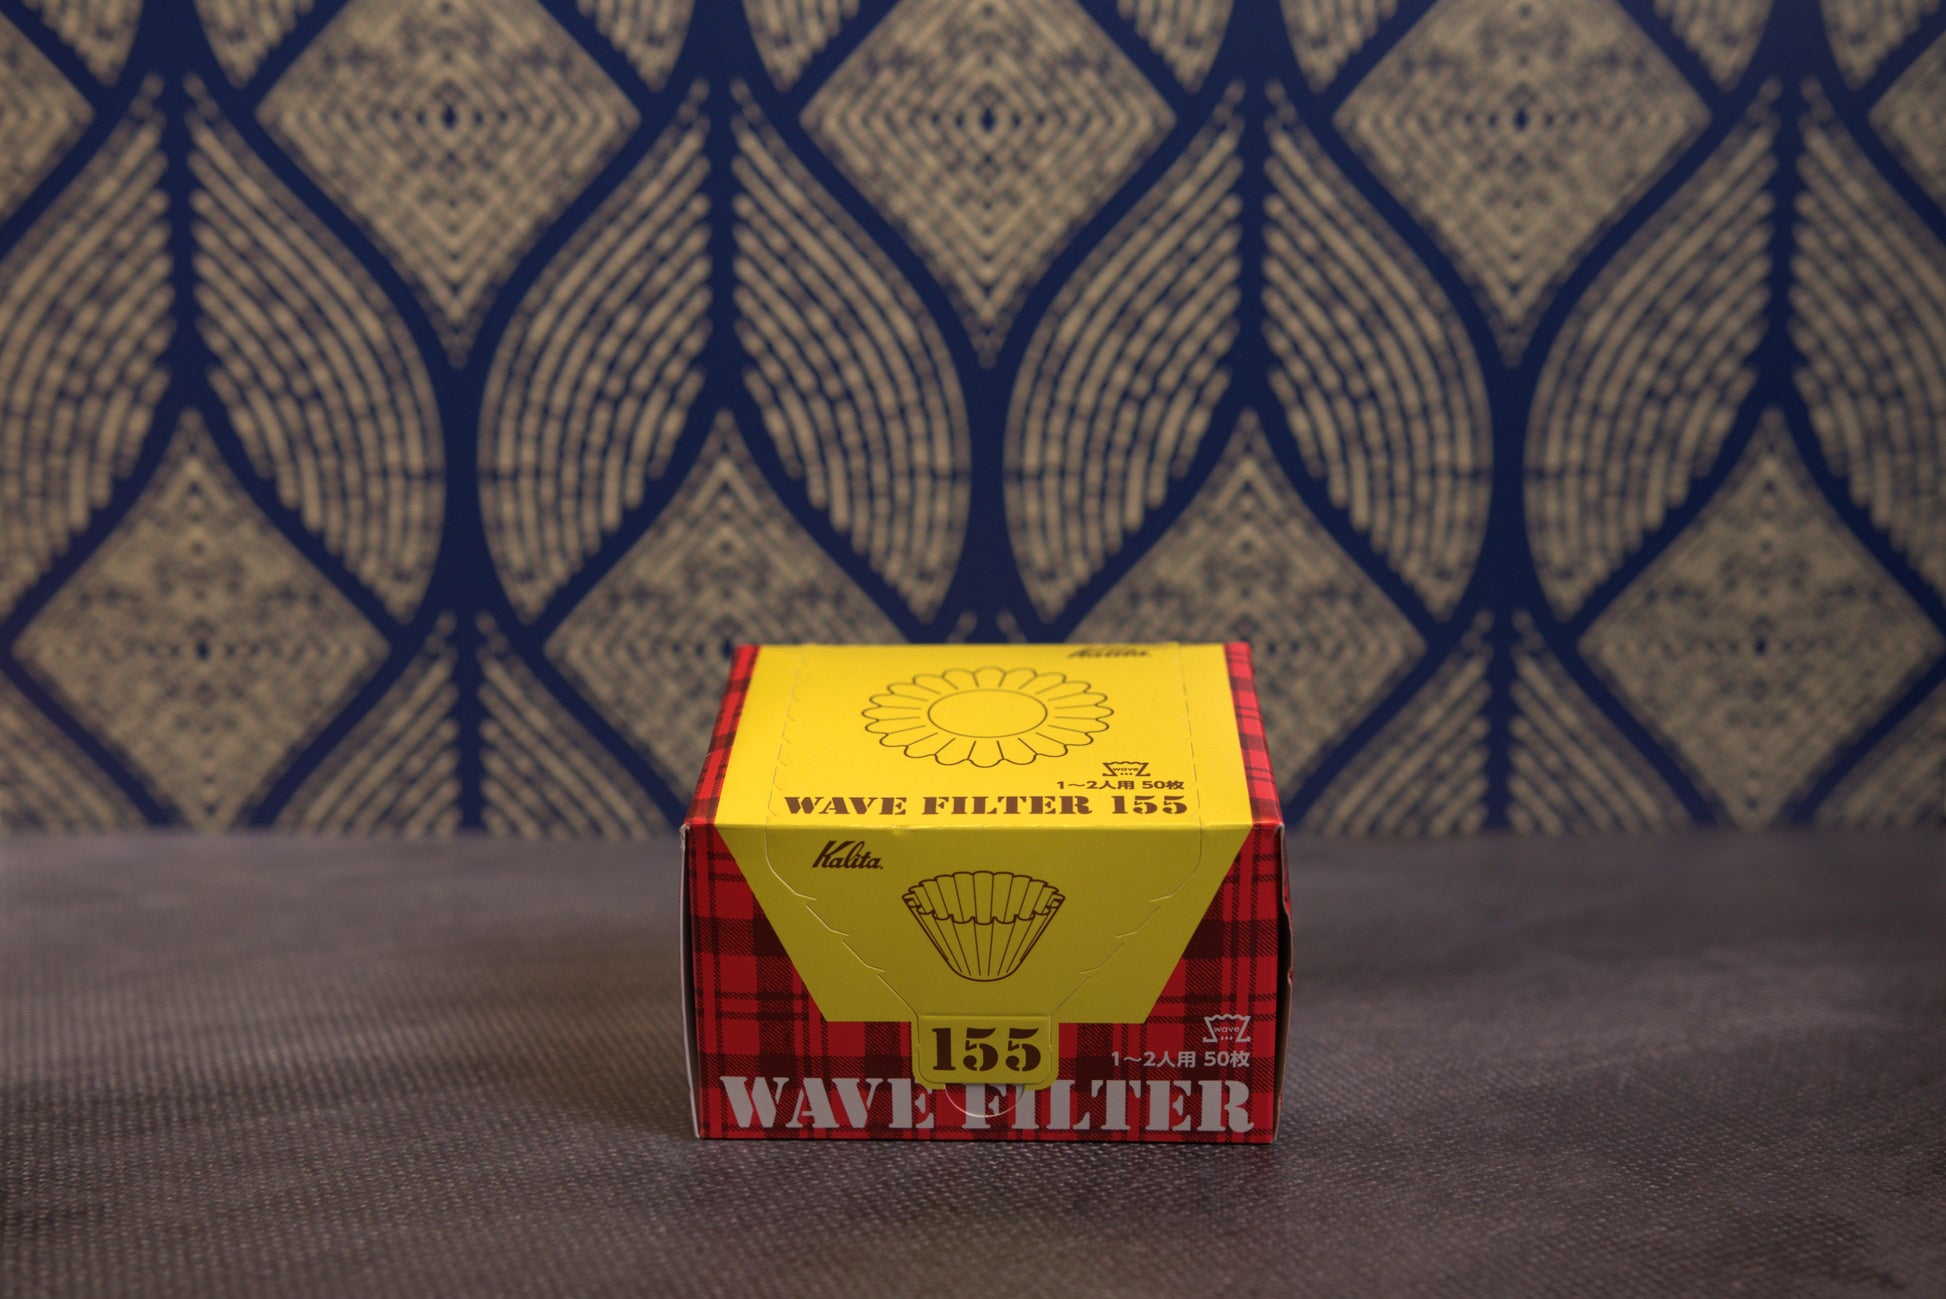 Kalita
wave
1～2人用 50枚
WAVE FILTER 155
Kalita
155
wave
1～2人用 50枚
WAVE FILTER